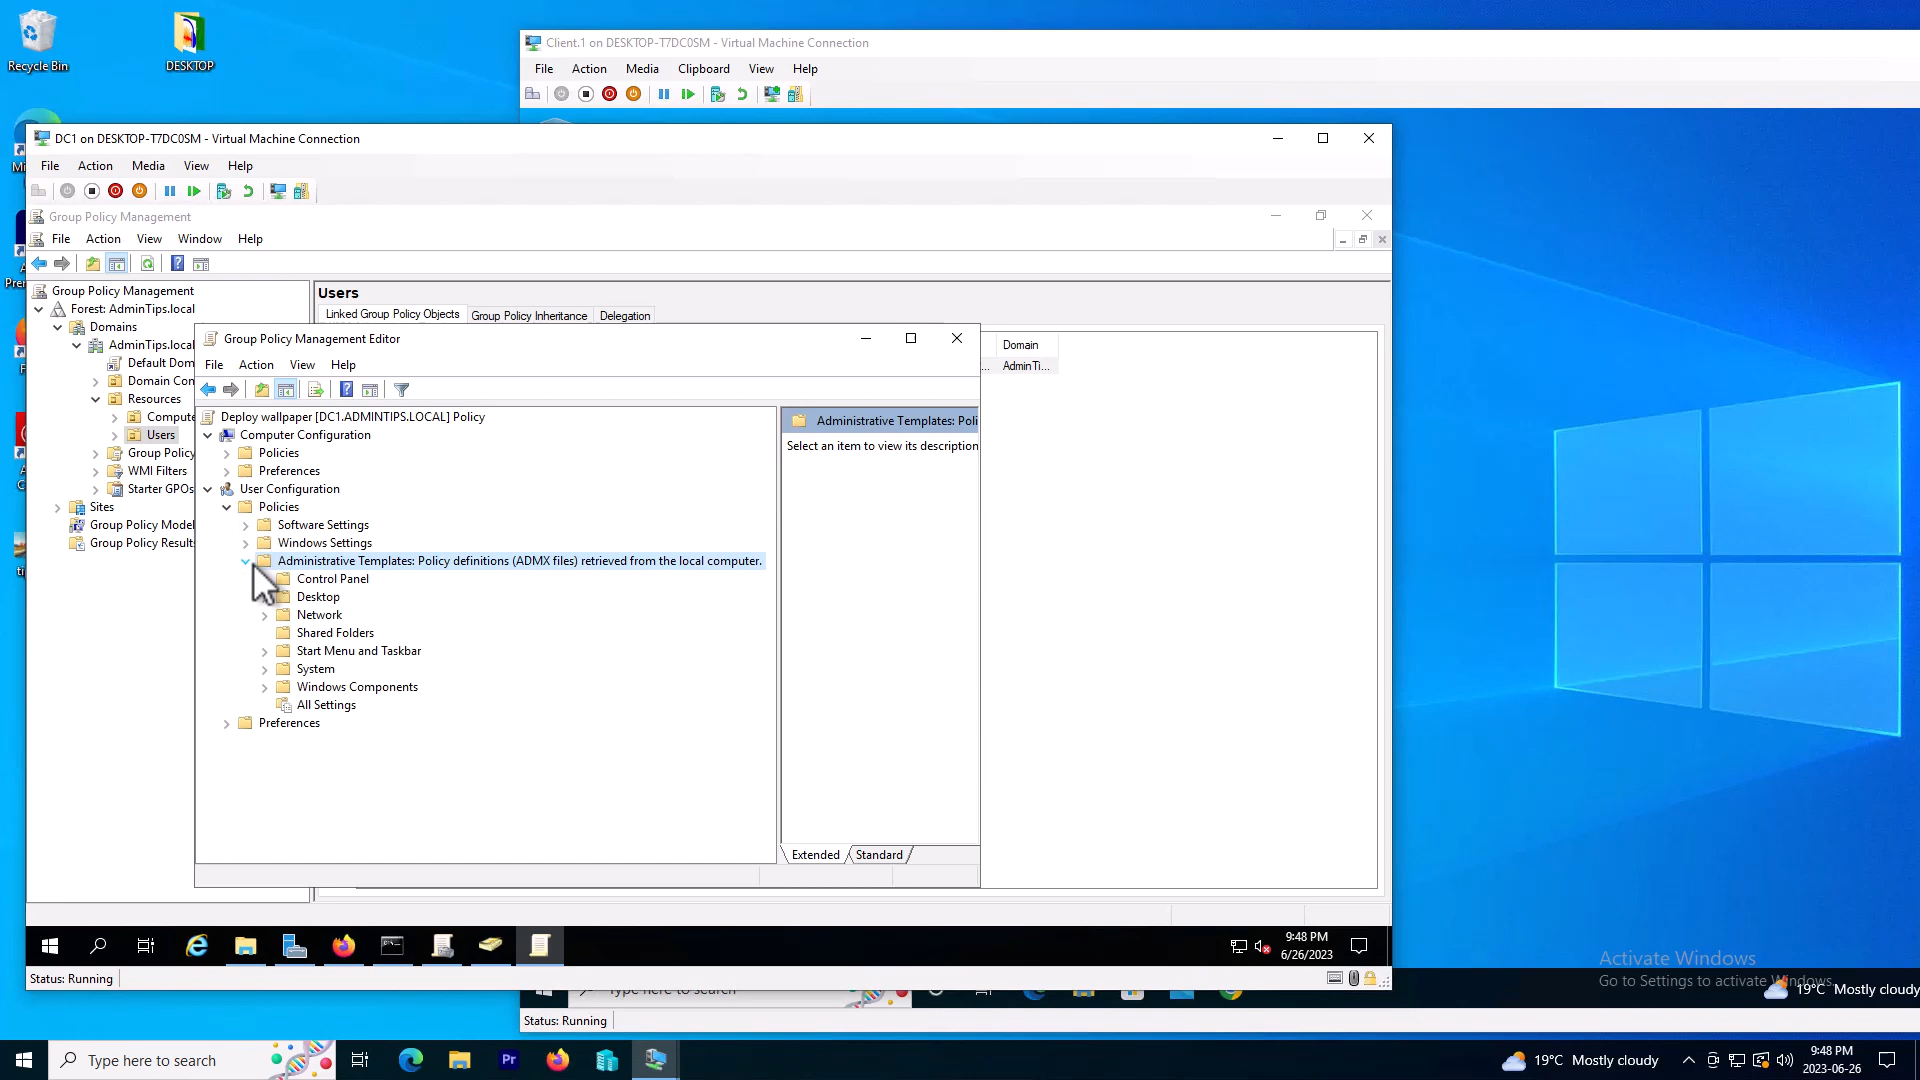 Recycle Bin
DESKTOP
Client.1 on DESKTOP-T7DC0SM - Virtual Machine Connection
File Action Media Clipboard View Help
DC1 on DESKTOP-T7DC0SM - Virtual Machine Connection
File Action Media View Help
Group Policy Management
File Action View Window Help
Group Policy Management
Forest: AdminTips.local
Domains
AdminTips.local
Default Dom
Domain Con
Resources
Compute
Users
Group Policy
WMI Filters
Starter GPOs
Sites
Group Policy Model
Group Policy Results
Users
Linked Group Policy Objects Group Policy Inheritance Delegation
Domain
... AdminTi...
Group Policy Management Editor
File Action View Help
Deploy wallpaper [DC1.ADMINTIPS.LOCAL] Policy
Computer Configuration
Policies
Preferences
User Configuration
Policies
Software Settings
Windows Settings
Administrative Templates: Policy definitions (ADMX files) retrieved from the local computer.
Control Panel
Desktop
Network
Shared Folders
Start Menu and Taskbar
System
Windows Components
All Settings
Preferences
Administrative Templates: Poli
Select an item to view its description
Extended Standard
9:48 PM
6/26/2023
Status: Running
Activate Windows
Go to Settings to activate Windows.
19°C Mostly cloudy
Type here to search
Status: Running
Type here to search
Pr
19°C Mostly cloudy
9:48 PM
2023-06-26